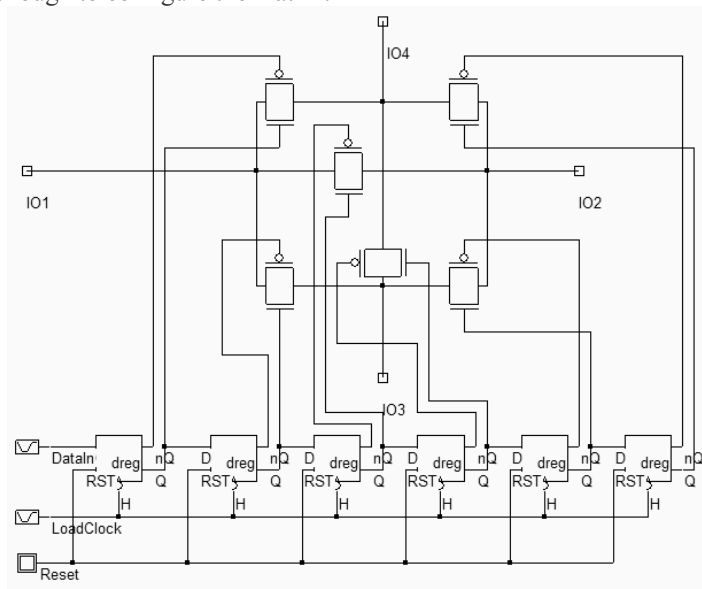 IO4
IO1
IO2
IO3
DataIn
dreg
nQ
D
dreg
nQ
D
dreg
nQ
D
dreg
nQ
D
dreg
nQ
D
dreg
nQ
RST
Q
RST
Q
RST
Q
RST
Q
RST
Q
RST
Q
H
H
H
H
H
H
LoadClock
Reset